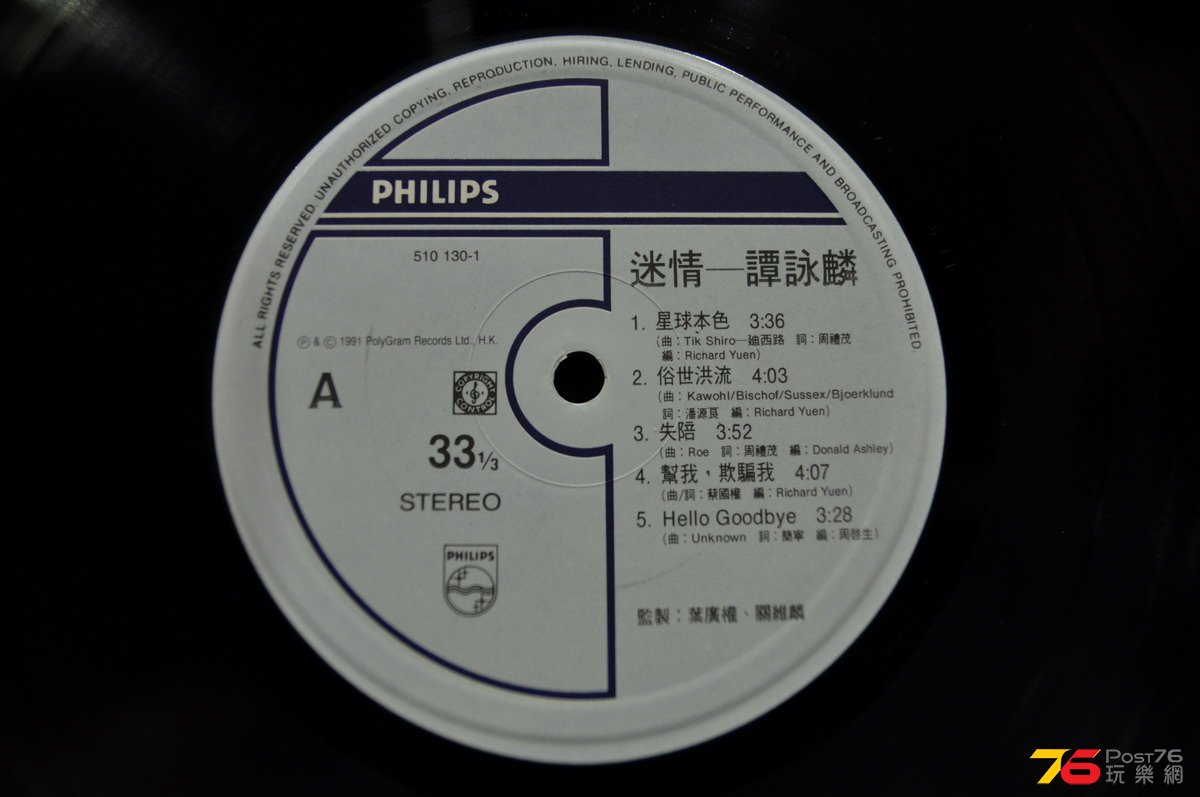 ALL RIGHTS RESERVED. UNAUTHORIZED COPYING, REPRODUCTION, HIRING, LENDING, PUBLIC PERFORMANCE AND BROADCASTING PROHIBITED
PHILIPS
510 130-1
Ⓟ & © 1991 PolyGram Records Ltd., H.K.
A
COPYRIGHT CONTROL
33 1/3
STEREO
PHILIPS
迷情—譚詠麟
1. 星球本色 3:36
(曲：Tik Shiro—廸西路 詞：周禮茂
編：Richard Yuen)
2. 俗世洪流 4:03
(曲：Kawohl/Bischof/Sussex/Bjoerklund
詞：潘源良 編：Richard Yuen)
3. 失陪 3:52
(曲：Roe 詞：周禮茂 編：Donald Ashley)
4. 幫我，欺騙我 4:07
(曲/詞：蔡國權 編：Richard Yuen)
5. Hello Goodbye 3:28
(曲：Unknown 詞：簡寧 編：周啓生)
監製：葉廣權、關維麟
76 POST76
玩樂網